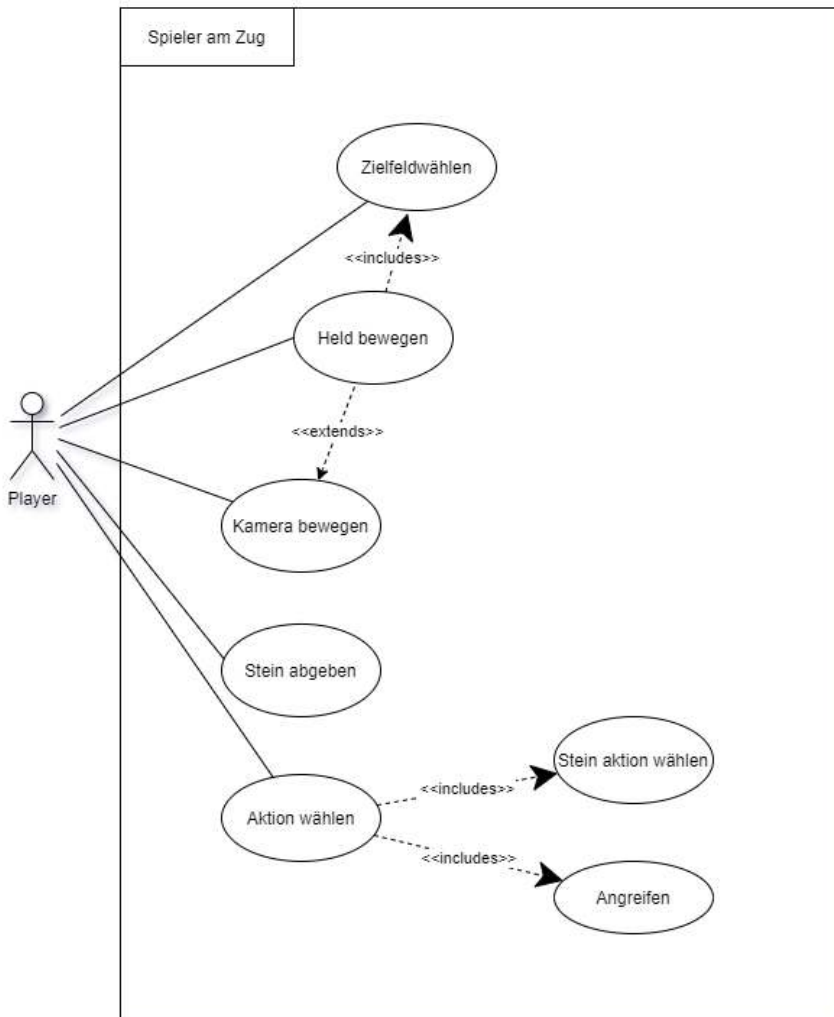 Spieler am Zug
Zielfeldwählen
<<includes>>
Held bewegen
<<extends>>
Player
Kamera bewegen
Stein abgeben
Stein aktion wählen
<<includes>>
Aktion wählen
<<includes>>
Angreifen